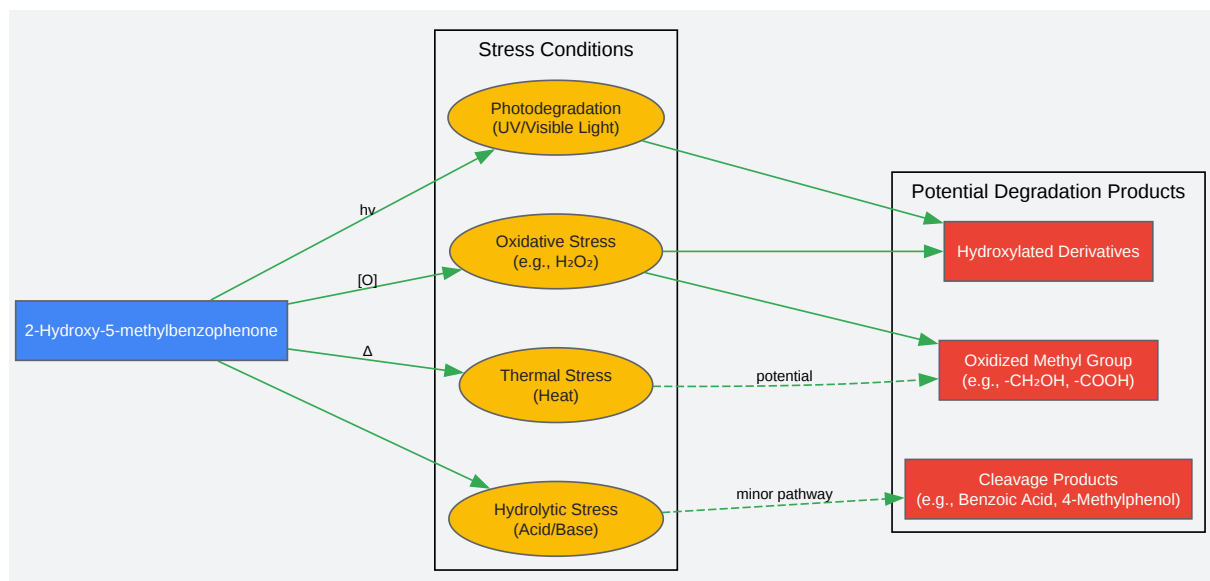 Stress Conditions
Photodegradation
(UV/Visible Light)
Potential Degradation Products
hν
Oxidative Stress
(e.g., H₂O₂)
Hydroxylated Derivatives
[O]
2-Hydroxy-5-methylbenzophenone
Δ
Thermal Stress
(Heat)
potential
Oxidized Methyl Group
(e.g., -CH₂OH, -COOH)
Hydrolytic Stress
(Acid/Base)
minor pathway
Cleavage Products
(e.g., Benzoic Acid, 4-Methylphenol)